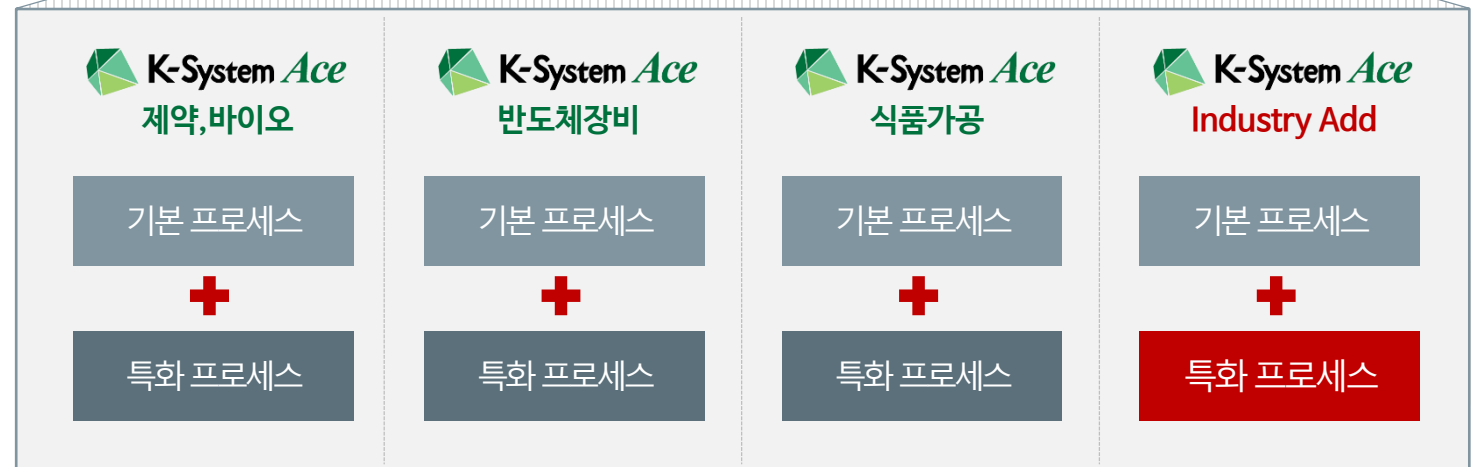 K-System Ace
제약,바이오
기본 프로세스
특화 프로세스
K-System Ace
반도체장비
기본 프로세스
특화 프로세스
K-System Ace
식품가공
기본 프로세스
특화 프로세스
K-System Ace
Industry Add
기본 프로세스
특화 프로세스